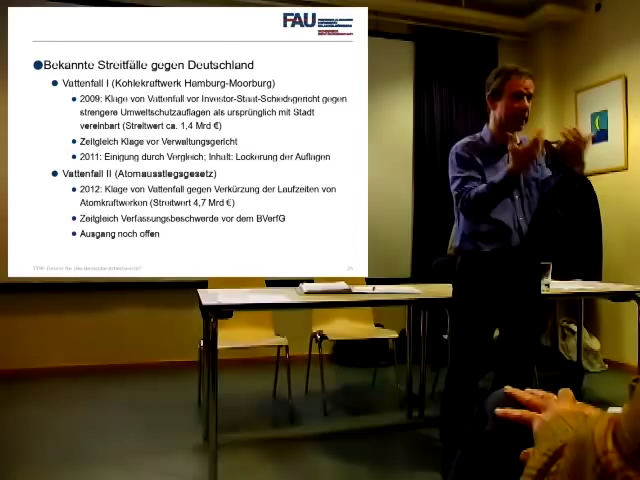 FAU
Bekannte Streitfälle gegen Deutschland
Vattenfall I (Kohlekraftwerk Hamburg-Moorburg)
2009: Klage von Vattenfall vor Investor-Staat-Schiedsgericht gegen
strengere Umweltschutzauflagen als ursprünglich mit Stadt
vereinbart (Streitwert ca. 1,4 Mrd €)
Zeitgleich Klage vor Verwaltungsgericht
2011: Einigung durch Vergleich; Inhalt: Lockerung der Auflagen
Vattenfall II (Atomausstiegsgesetz)
2012: Klage von Vattenfall gegen Verkürzung der Laufzeiten von
Atomkraftwerken (Streitwert 4,7 Mrd €)
Zeitgleich Verfassungsbeschwerde vor dem BVerfG
Ausgang noch offen